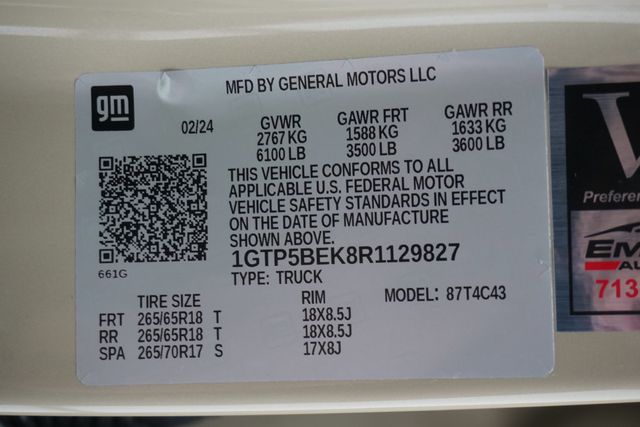 MFD BY GENERAL MOTORS LLC
gm
02/24
GVWR GAWR FRT GAWR RR
2767 KG 1588 KG 1633 KG
6100 LB 3500 LB 3600 LB
THIS VEHICLE CONFORMS TO ALL
APPLICABLE U.S. FEDERAL MOTOR
VEHICLE SAFETY STANDARDS IN EFFECT
ON THE DATE OF MANUFACTURE
SHOWN ABOVE.
661G
1GTP5BEK8R1129827
TYPE: TRUCK
TIRE SIZE RIM MODEL: 87T4C43
FRT 265/65R18 T 18X8.5J
RR 265/65R18 T 18X8.5J
SPA 265/70R17 S 17X8J
V
Preferre
EM
AU
713